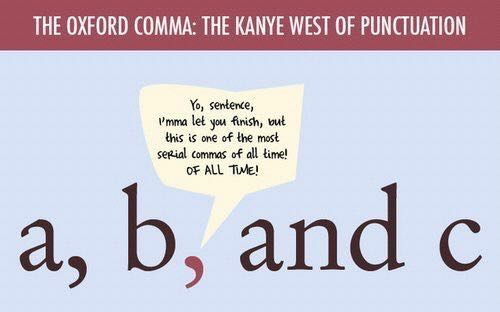 THE OXFORD COMMA: THE KANYE WEST OF PUNCTUATION
Yo, sentence,
I'mma let you finish, but
this is one of the most
serial commas of all time!
OF ALL TIME!
a, b, and c